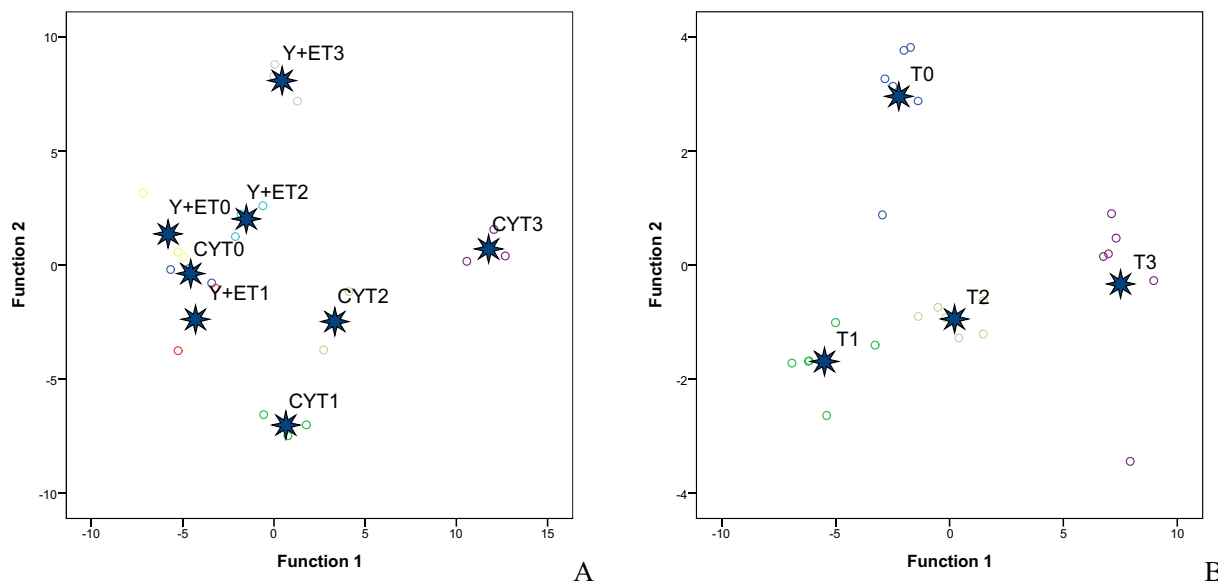 Y+ET3
Y+ET2
Y+ET0
CYT3
CYT0
Y+ET1
CYT2
CYT1
10
5
0
-5
-10
-10
-5
0
5
10
15
Function 2
Function 1
A
T0
T3
T2
T1
4
2
0
-2
-4
-10
-5
0
5
10
Function 2
Function 1
B